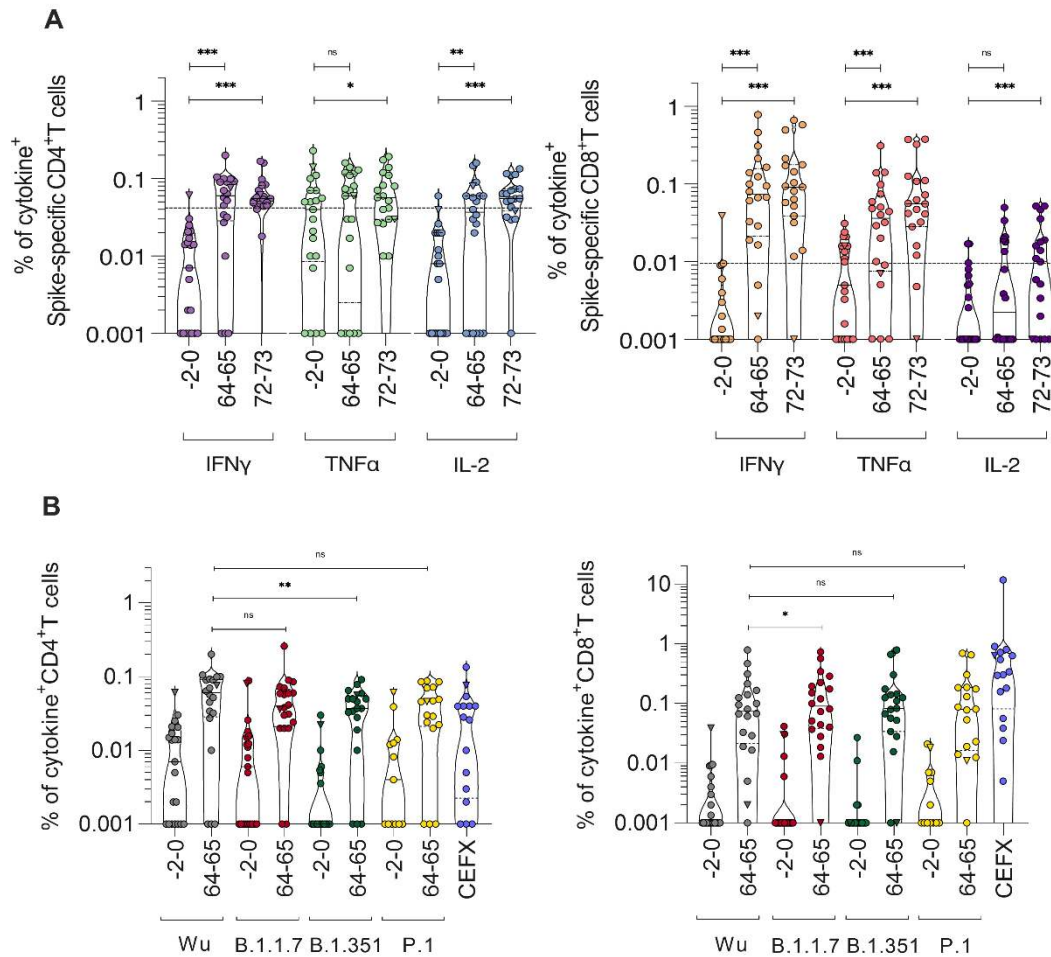 A
*** ns **
*** * ***
% of cytokine⁺
Spike-specific CD4⁺T cells
1
0.1
0.01
0.001
-2-0 64-65 72-73 -2-0 64-65 72-73 -2-0 64-65 72-73
IFNγ TNFα IL-2
*** *** ns
*** *** ***
% of cytokine⁺
Spike-specific CD8⁺T cells
1
0.1
0.01
0.001
-2-0 64-65 72-73 -2-0 64-65 72-73 -2-0 64-65 72-73
IFNγ TNFα IL-2
B
ns
**
ns
% of cytokine⁺CD4⁺T cells
1
0.1
0.01
0.001
-2-0 64-65 -2-0 64-65 -2-0 64-65 -2-0 64-65 CEFX
Wu B.1.1.7 B.1.351 P.1
ns
ns
*
% of cytokine⁺CD8⁺T cells
10
1
0.1
0.01
0.001
-2-0 64-65 -2-0 64-65 -2-0 64-65 -2-0 64-65 CEFX
Wu B.1.1.7 B.1.351 P.1